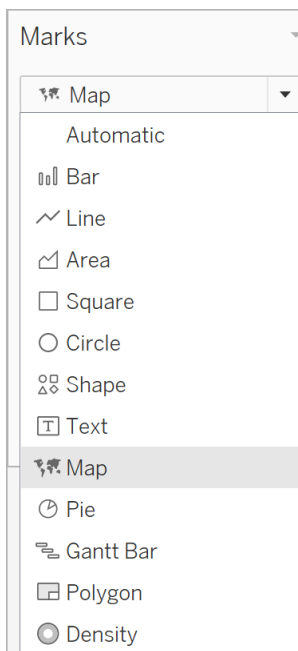 Marks
Map
Automatic
Bar
Line
Area
Square
Circle
Shape
Text
Map
Pie
Gantt Bar
Polygon
Density